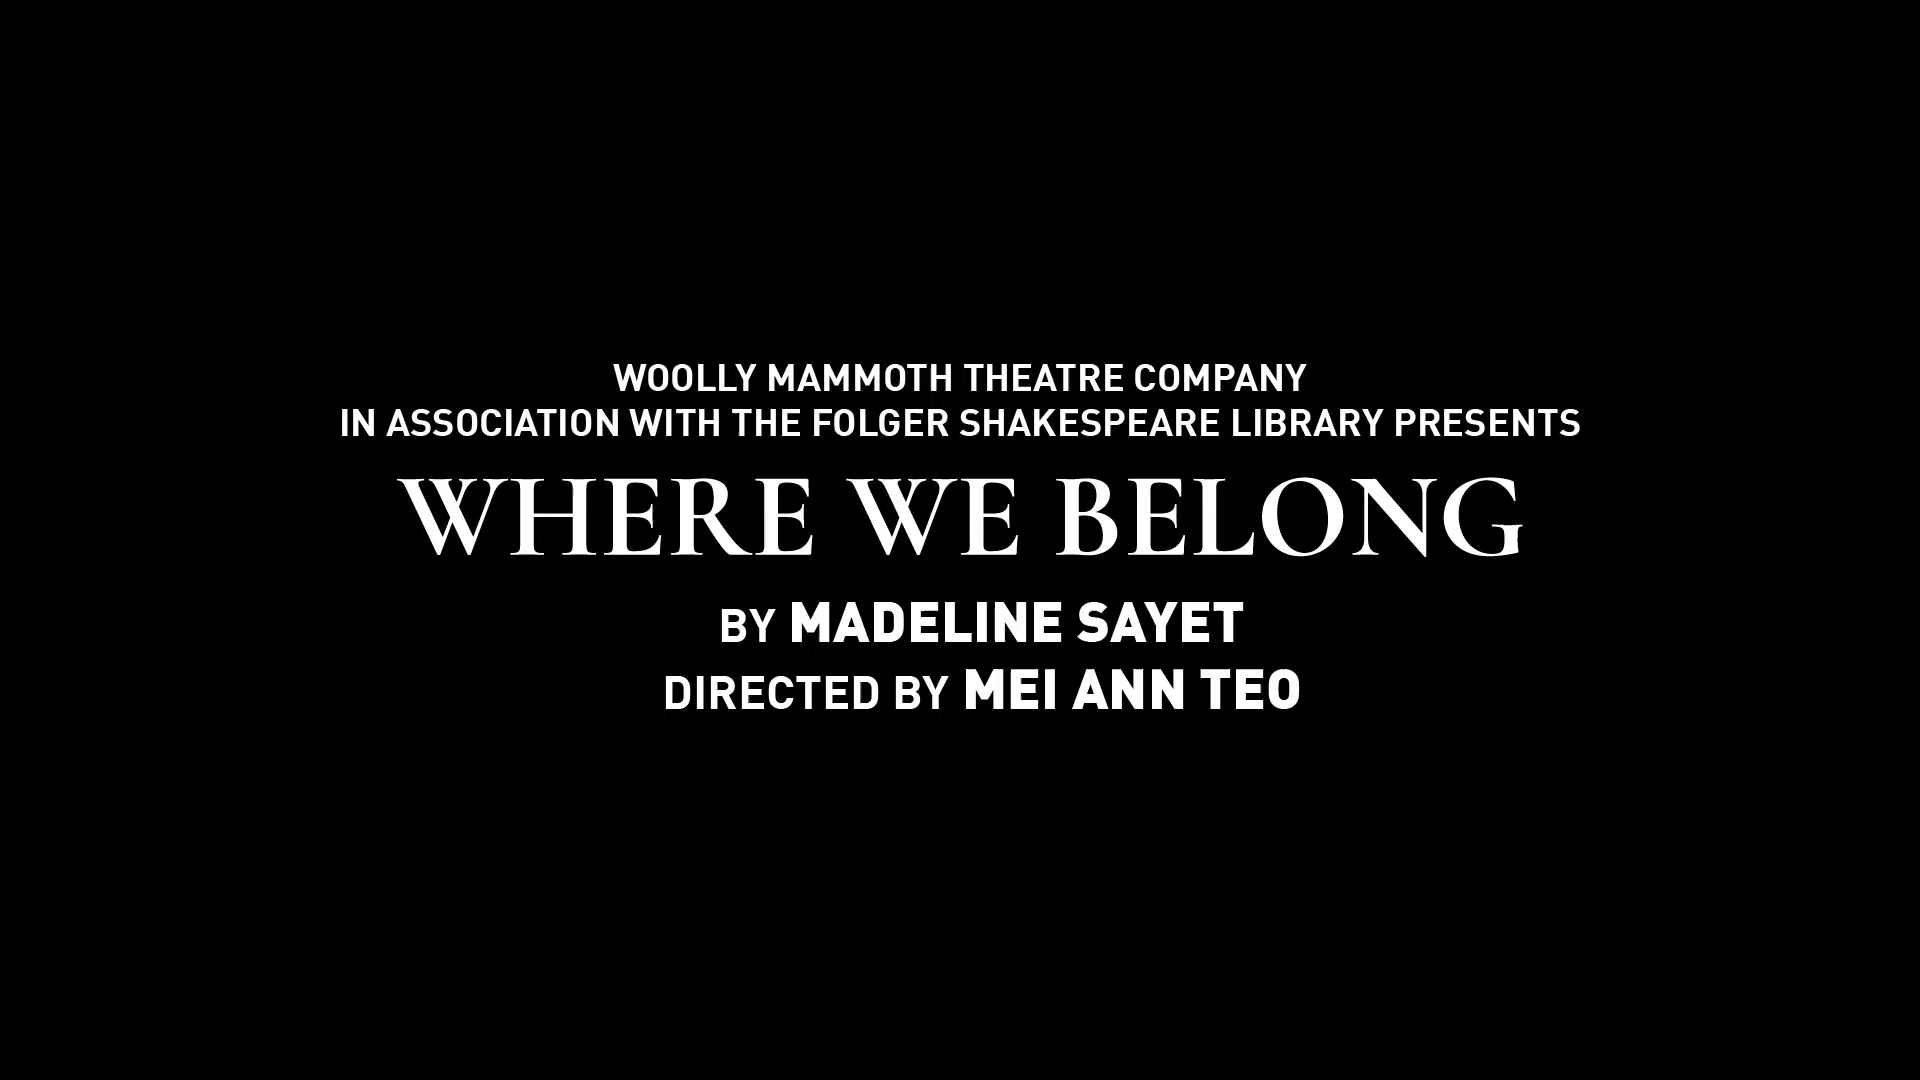 WOOLLY MAMMOTH THEATRE COMPANY
IN ASSOCIATION WITH THE FOLGER SHAKESPEARE LIBRARY PRESENTS
WHERE WE BELONG
BY MADELINE SAYET
DIRECTED BY MEI ANN TEO